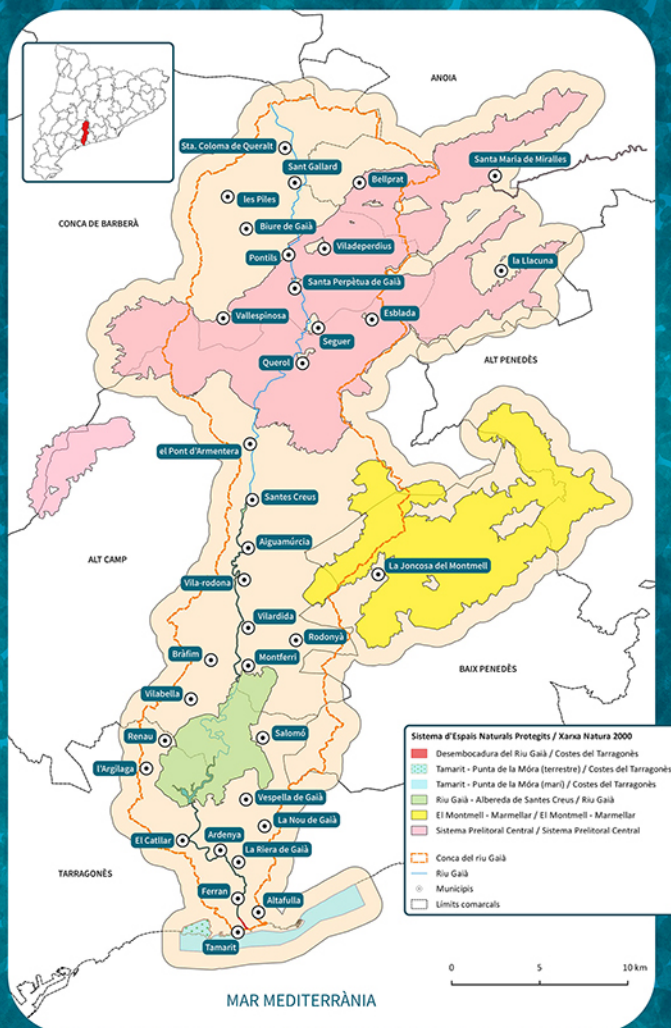 ANOIA
Sta. Coloma de Queralt
Sant Gallard
Santa Maria de Miralles
Bellprat
les Piles
CONCA DE BARBERÀ
Biure de Gaià
Viladeperdius
Pontils
la Llacuna
Santa Perpètua de Gaià
Vallespinosa
Esblada
Seguer
Querol
ALT PENEDÈS
el Pont d'Armentera
Santes Creus
Aiguamúrcia
ALT CAMP
La Joncosa del Montmell
Vila-rodona
Vilardida
Rodonyà
Bràfim
Montferri
BAIX PENEDÈS
Vilabella
Renau
Salomó
l'Argilaga
Vespella de Gaià
La Nou de Gaià
Ardenya
El Catllar
La Riera de Gaià
TARRAGONÈS
Ferran
Altafulla
Tamarit
Sistema d'Espais Naturals Protegits / Xarxa Natura 2000
Desembocadura del Riu Gaià / Costes del Tarragonès
Tamarit - Punta de la Móra (terrestre) / Costes del Tarragonès
Tamarit - Punta de la Móra (marí) / Costes del Tarragonès
Riu Gaià - Albereda de Santes Creus / Riu Gaià
El Montmell - Marmellar / El Montmell - Marmellar
Sistema Prelitoral Central / Sistema Prelitoral Central
Conca del riu Gaià
Riu Gaià
Municipis
Límits comarcals
0 5 10 km
MAR MEDITERRÀNIA